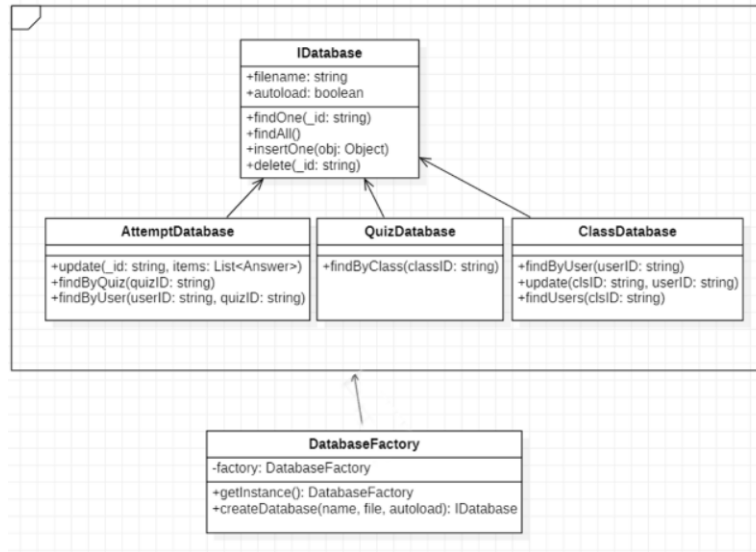 IDatabase
+filename: string
+autoload: boolean
+findOne(_id: string)
+findAll()
+insertOne(obj: Object)
+delete(_id: string)
AttemptDatabase
+update(_id: string, items: List<Answer>)
+findByQuiz(quizID: string)
+findByUser(userID: string, quizID: string)
QuizDatabase
+findByClass(classID: string)
ClassDatabase
+findByUser(userID: string)
+update(clsID: string, userID: string)
+findUsers(clsID: string)
DatabaseFactory
-factory: DatabaseFactory
+getInstance(): DatabaseFactory
+createDatabase(name, file, autoload): IDatabase